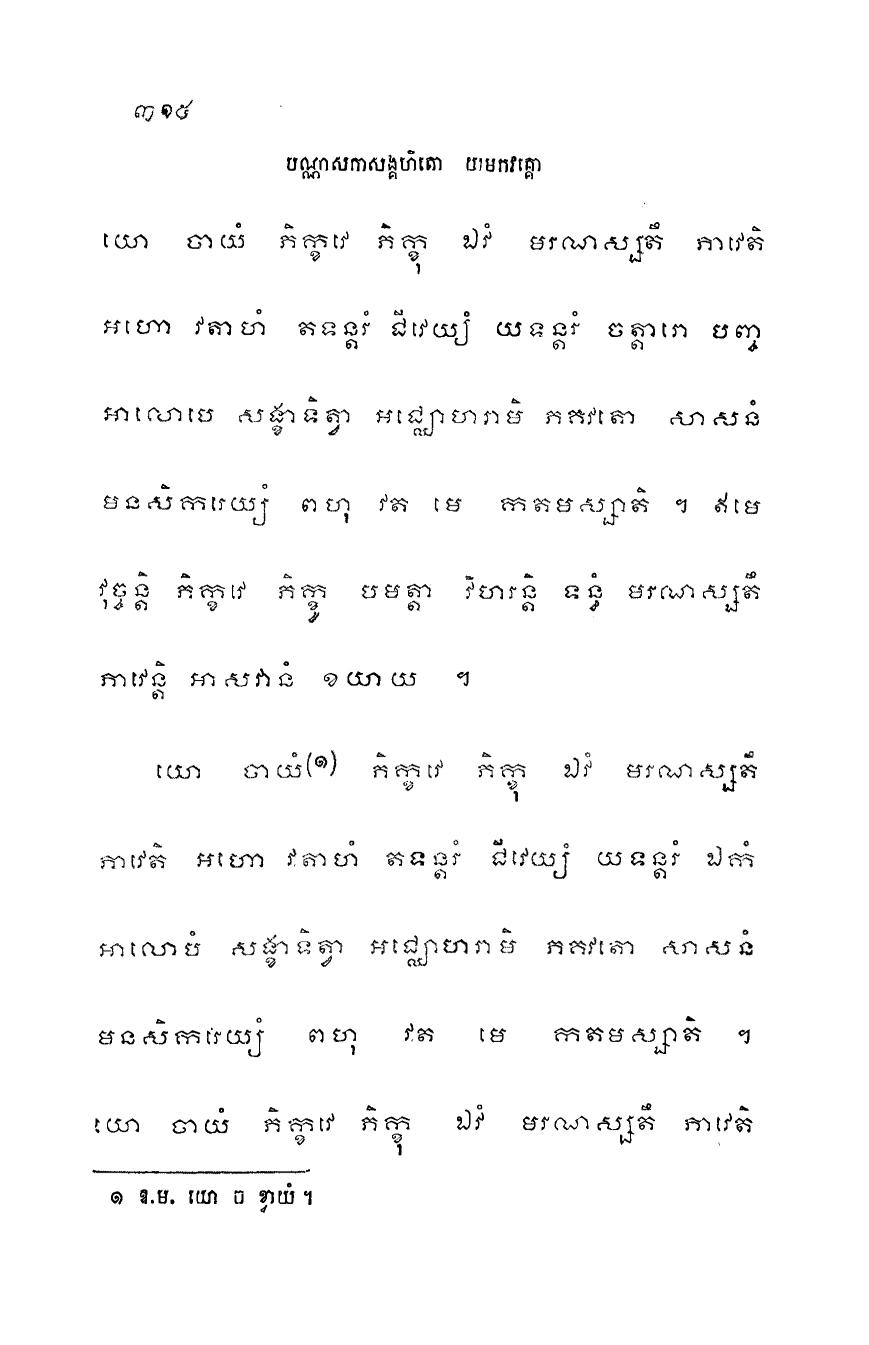 ៣១៥
បណ្ណាសកាសង្គហិតោ យមកវគ្គោ
យោ ចាយំ ភិក្ខវេ ភិក្ខុ ឯវំ មរណស្សតឹ ភាវេតិ
អហោ វតាហំ តទន្តរំ ជីវេយ្យំ យទន្តរំ ចត្តារោ បញ្ច
អាលោបេ សង្ខាទិត្វា អជ្ឈោហរាមិ ភគវតោ សាសនំ
មនសិករេយ្យំ ពហុ វត មេ កតមស្សាតិ ។ ឥមេ
វុច្ចន្តិ ភិក្ខវេ ភិក្ខូ បមត្តា វិហរន្តិ ទន្ធំ មរណស្សតឹ
ភាវេន្តិ អាសវានំ ខយាយ ។
យោ ចាយំ(១) ភិក្ខវេ ភិក្ខុ ឯវំ មរណស្សតឹ
ភាវេតិ អហោ វតាហំ តទន្តរំ ជីវេយ្យំ យទន្តរំ ឯកំ
អាលោបំ សង្ខាទិត្វា អជ្ឈោហរាមិ ភគវតោ សាសនំ
មនសិករេយ្យំ ពហុ វត មេ កតមស្សាតិ ។
យោ ចាយំ ភិក្ខវេ ភិក្ខុ ឯវំ មរណស្សតឹ ភាវេតិ
១ ឧ.ម. យោ ច ខ្វាយំ ។